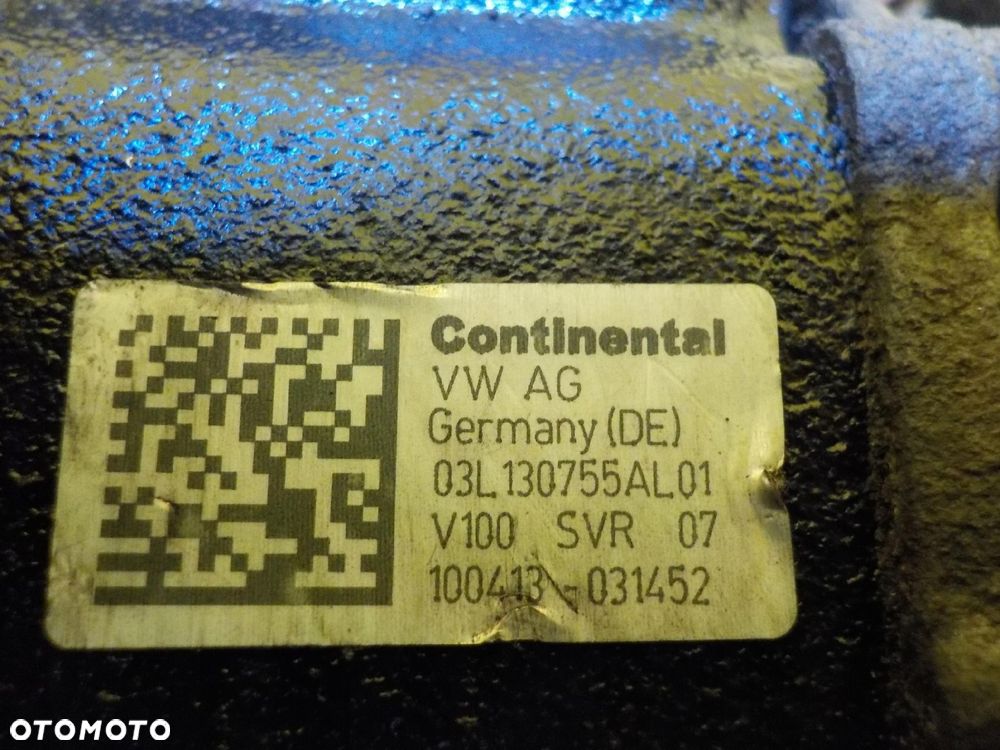 Continental
VW AG
Germany (DE)
03L130755AL01
V100 SVR 07
100413-031452
OTOMOTO